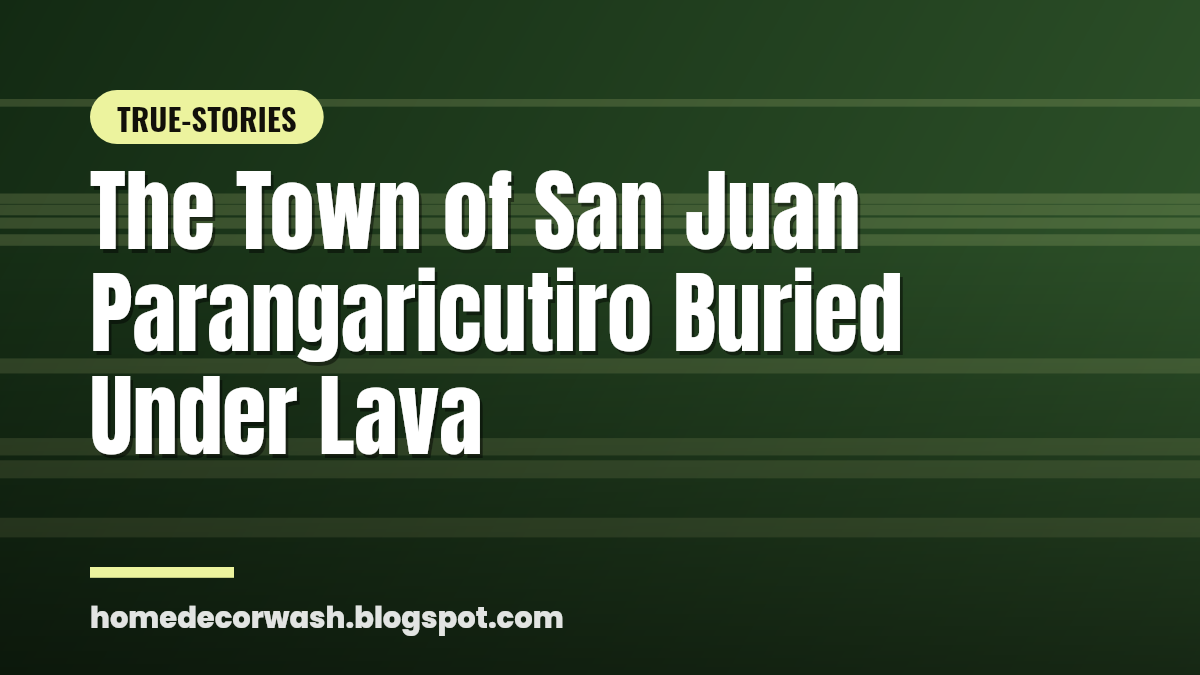 TRUE-STORIES
The Town of San Juan
Parangaricutiro Buried
Under Lava
homedecorwash.blogspot.com